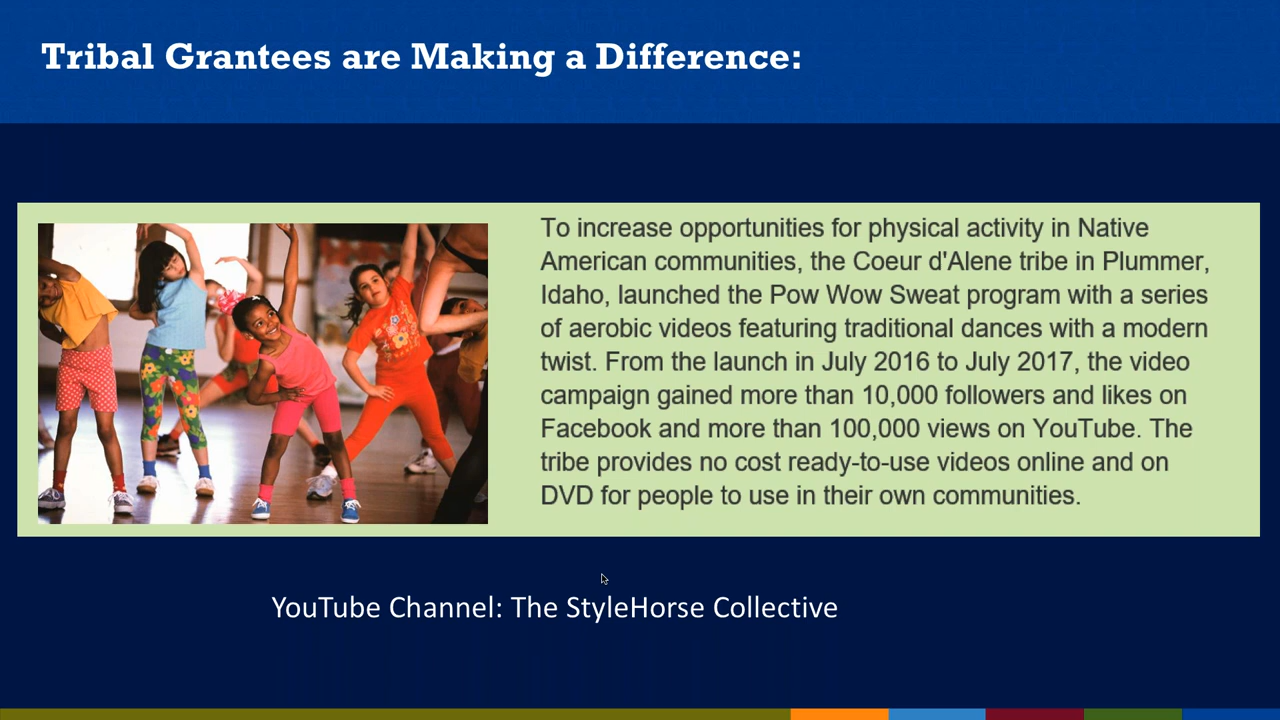 Tribal Grantees are Making a Difference:
To increase opportunities for physical activity in Native
American communities, the Coeur d'Alene tribe in Plummer,
Idaho, launched the Pow Wow Sweat program with a series
of aerobic videos featuring traditional dances with a modern
twist. From the launch in July 2016 to July 2017, the video
campaign gained more than 10,000 followers and likes on
Facebook and more than 100,000 views on YouTube. The
tribe provides no cost ready-to-use videos online and on
DVD for people to use in their own communities.
YouTube Channel: The StyleHorse Collective